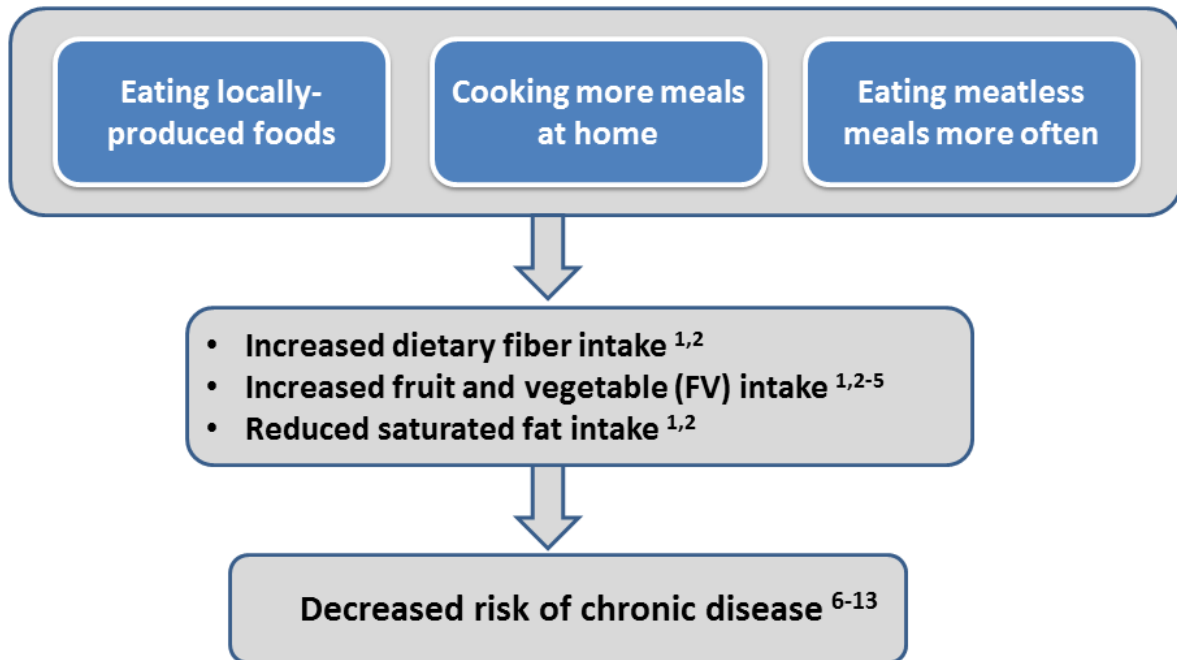 Eating locally-
produced foods
Cooking more meals
at home
Eating meatless
meals more often
• Increased dietary fiber intake 1,2
• Increased fruit and vegetable (FV) intake 1,2-5
• Reduced saturated fat intake 1,2
Decreased risk of chronic disease 6-13